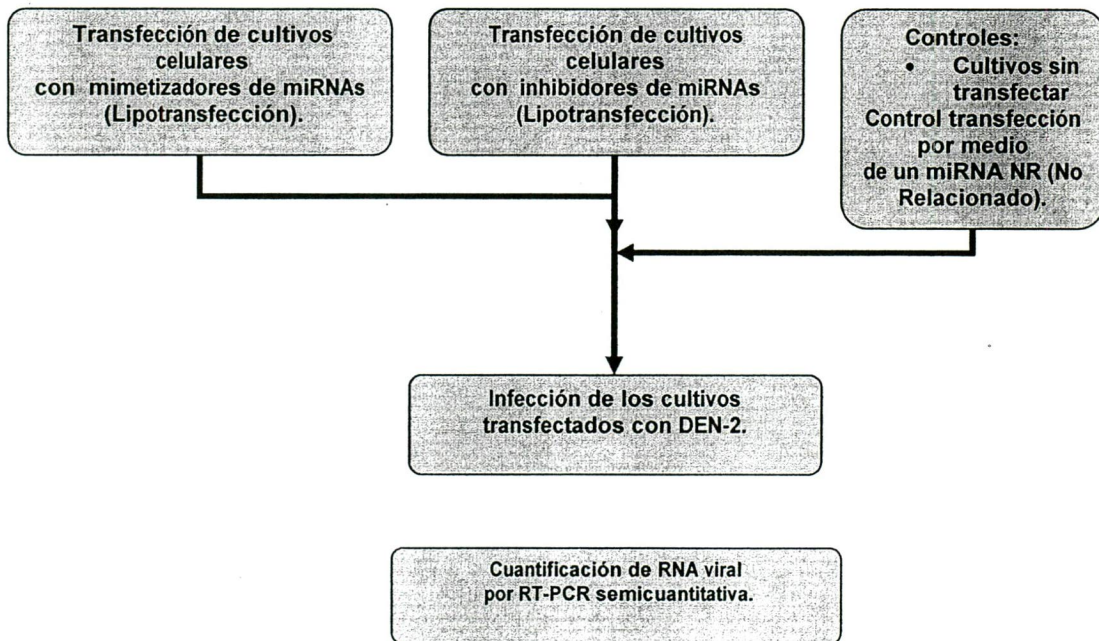 Transfección de cultivos
celulares
con mimetizadores de miRNAs
(Lipotransfección).
Transfección de cultivos
celulares
con inhibidores de miRNAs
(Lipotransfección).
Controles:
• Cultivos sin
transfectar
Control transfección
por medio
de un miRNA NR (No
Relacionado).
Infección de los cultivos
transfectados con DEN-2.
Cuantificación de RNA viral
por RT-PCR semicuantitativa.